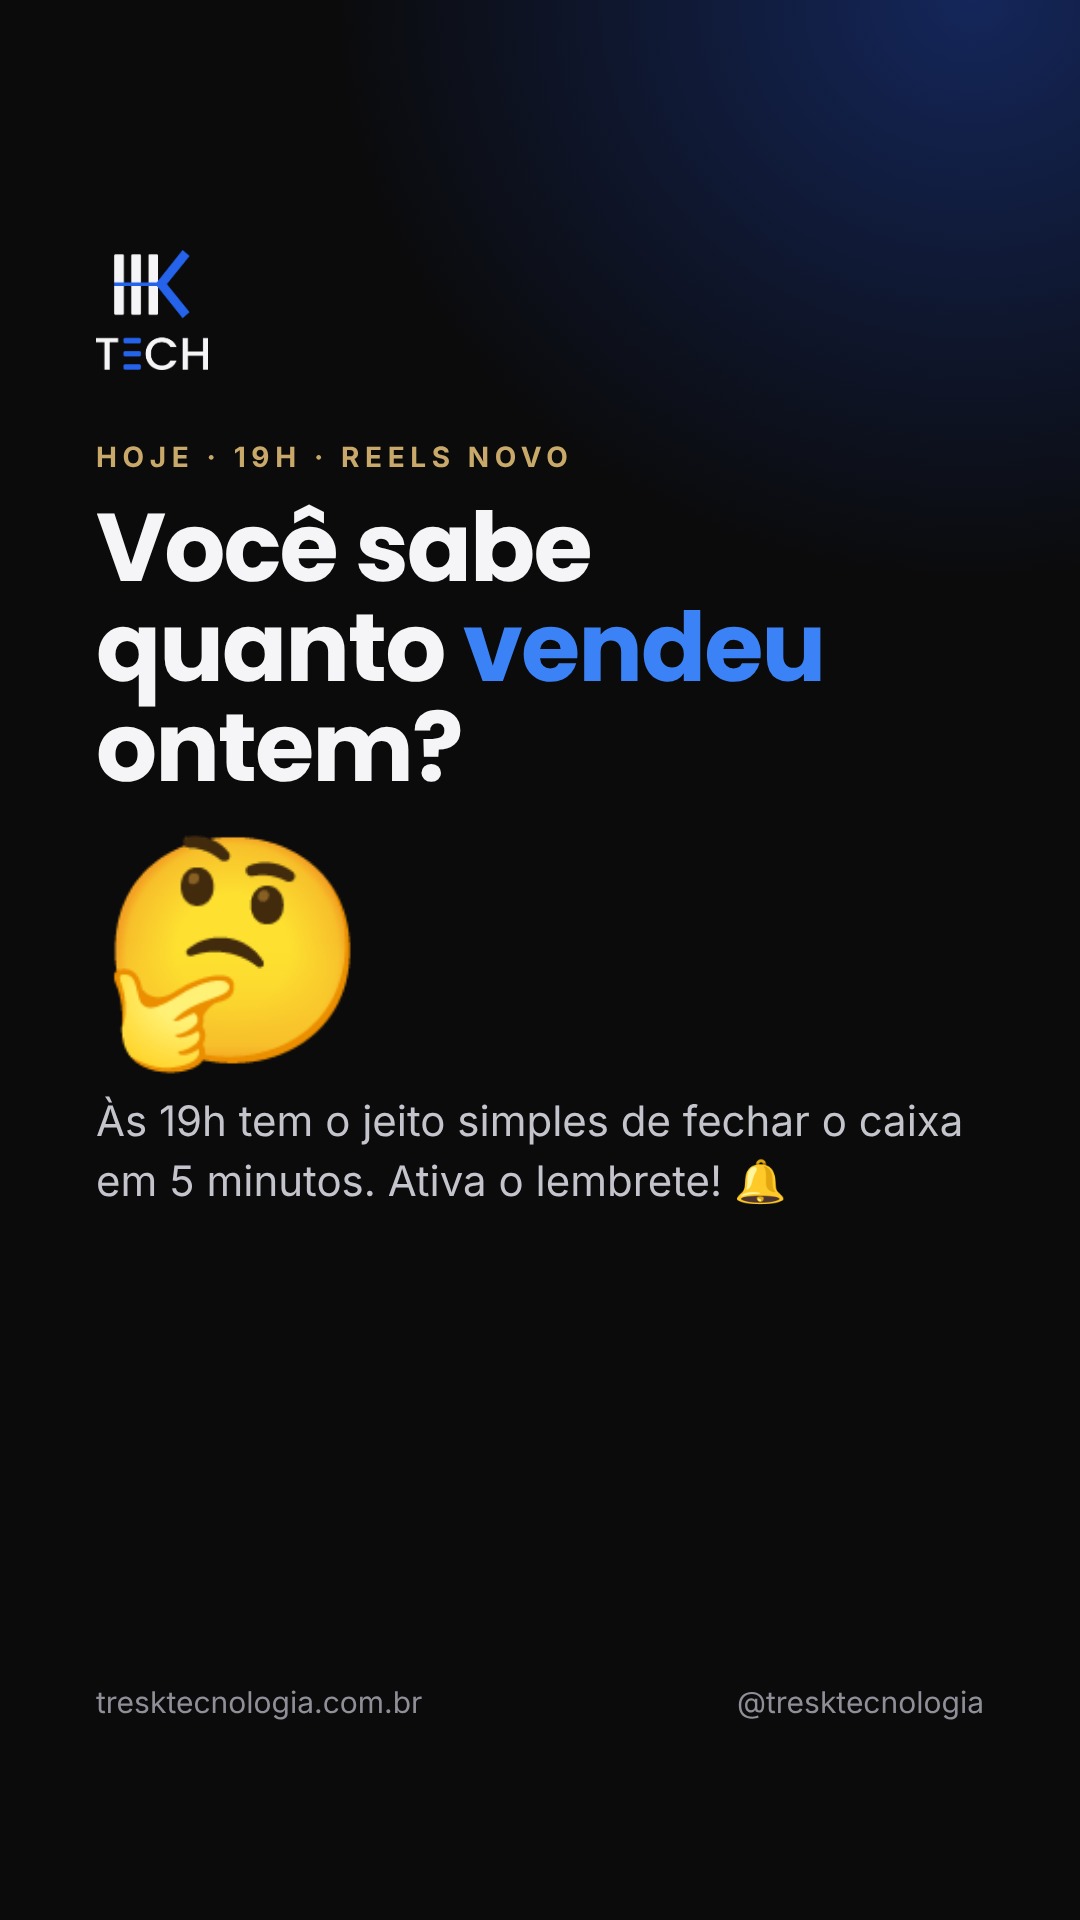 TECH
HOJE · 19H · REELS NOVO
Você sabe
quanto vendeu
ontem?
🤔
Às 19h tem o jeito simples de fechar o caixa
em 5 minutos. Ativa o lembrete! 🔔
tresktecnologia.com.br
@tresktecnologia